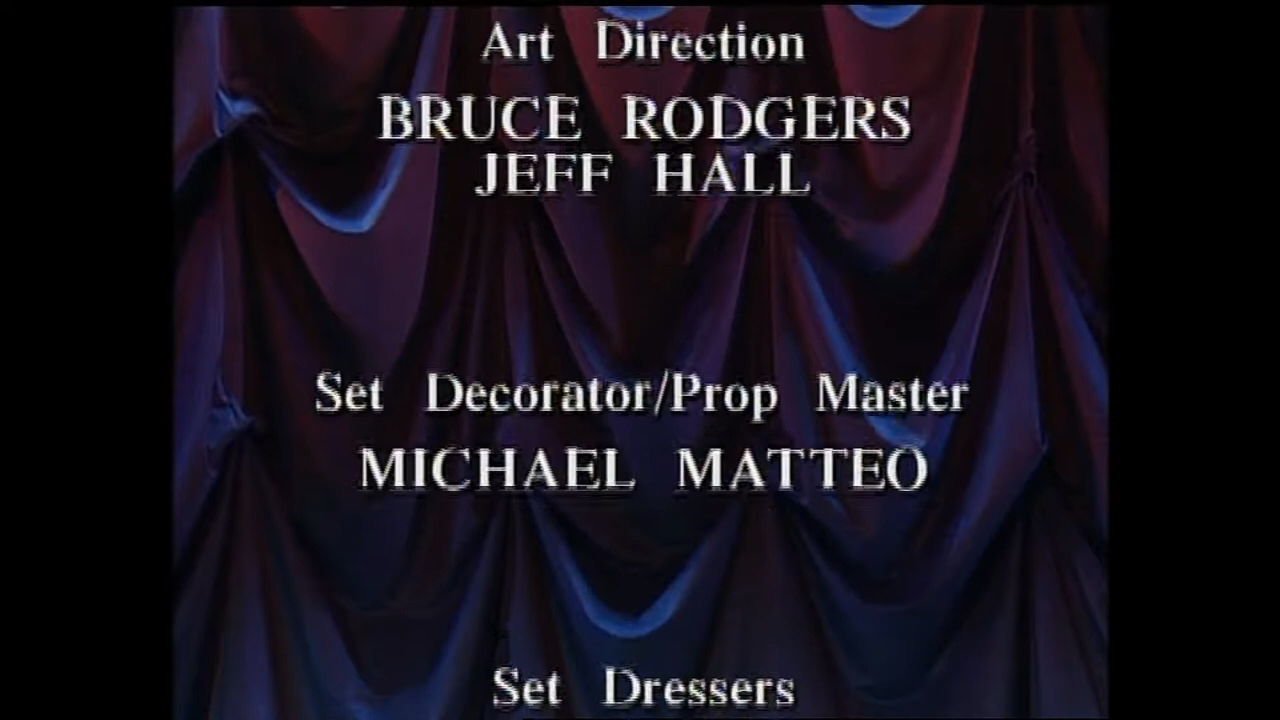 Art Direction
BRUCE RODGERS
JEFF HALL
Set Decorator/Prop Master
MICHAEL MATTEO
Set Dressers